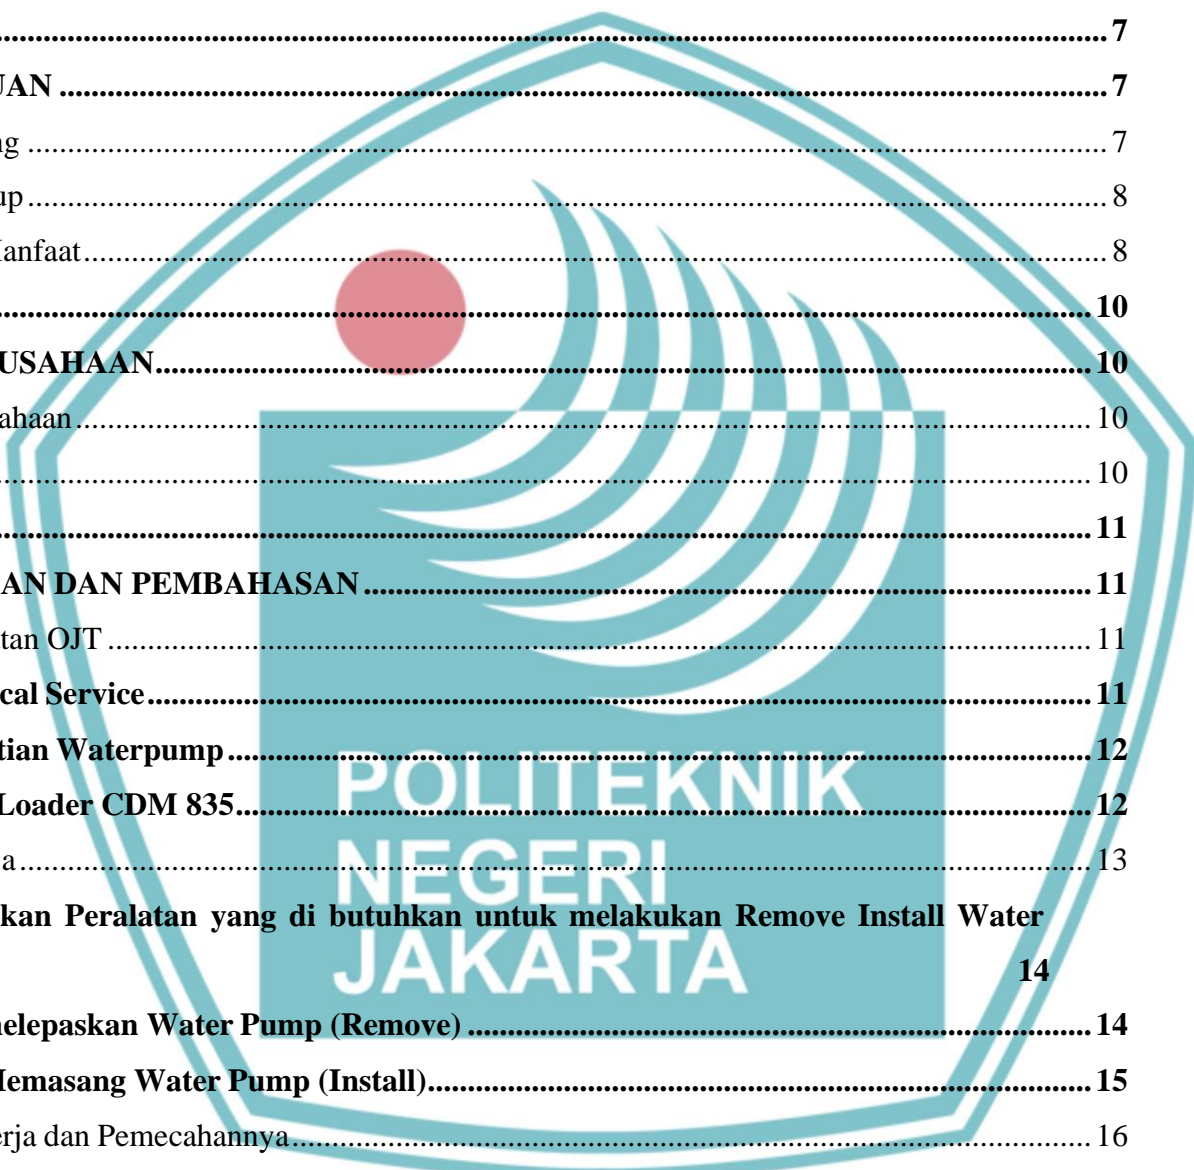 7
UAN 7
ng 7
up 8
Manfaat 8
10
USAHAAN 10
ahaan 10
10
11
AN DAN PEMBAHASAN 11
tan OJT 11
cal Service 11
tian Waterpump 12
Loader CDM 835 12
a 13
kan Peralatan yang di butuhkan untuk melakukan Remove Install Water
14
nelepaskan Water Pump (Remove) 14
Memasang Water Pump (Install) 15
erja dan Pemecahannya 16
POLITEKNIK
NEGERI
JAKARTA